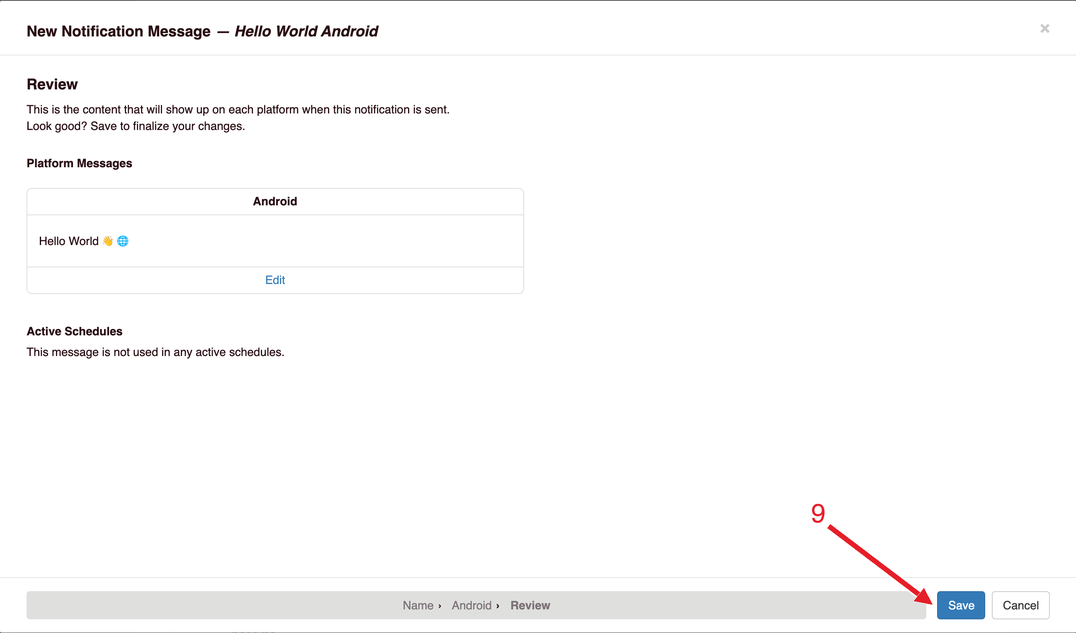 New Notification Message — Hello World Android
×
Review
This is the content that will show up on each platform when this notification is sent.
Look good? Save to finalize your changes.
Platform Messages
Android
Hello World 👋 🌐
Edit
Active Schedules
This message is not used in any active schedules.
9
Name › Android › Review
Save
Cancel